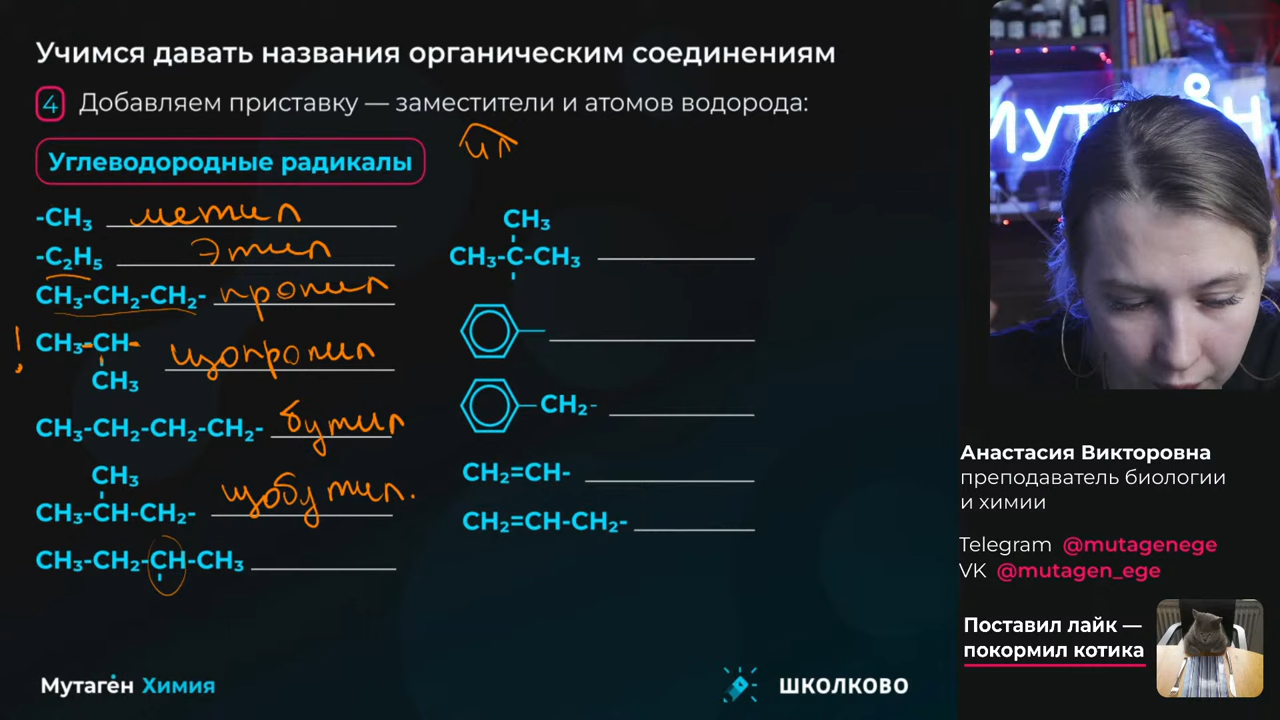 Учимся давать названия органическим соединениям
4 Добавляем приставку — заместители и атомов водорода:
Углеводородные радикалы
ил
-CH₃ метил
-C₂H₅ Этил
CH₃-CH₂-CH₂- пропил
! CH₃-CH- изопропил
CH₃
CH₃-CH₂-CH₂-CH₂- бутил
CH₃
CH₃-CH-CH₂- изобутил.
CH₃-CH₂-CH-CH₃
CH₃
CH₃-C-CH₃
CH₂-
CH₂=CH-
CH₂=CH-CH₂-
Мутаген Химия
ШКОЛКОВО
Мутаген
Анастасия Викторовна
преподаватель биологии
и химии
Telegram @mutagenege
VK @mutagen_ege
Поставил лайк —
покормил котика